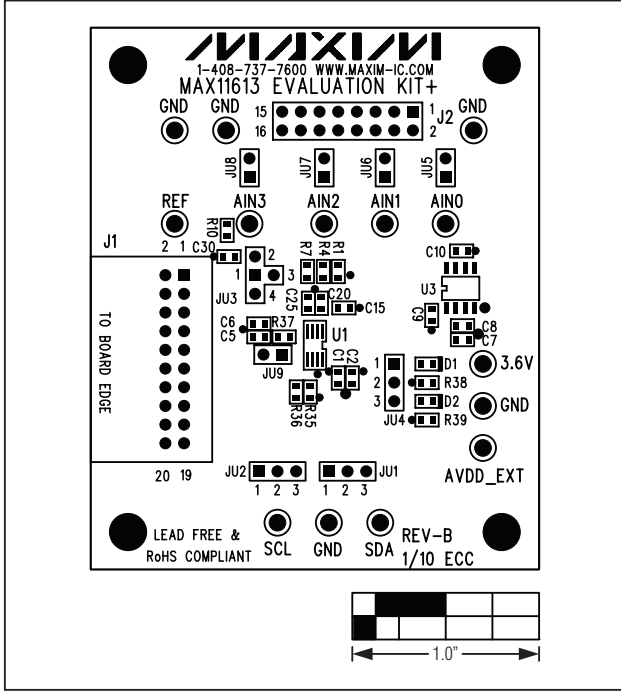 MAXIM
1-408-737-7600 WWW.MAXIM-IC.COM
MAX11613 EVALUATION KIT+
GND GND 15 1 J2 GND
16 2
JU8 JU7 JU6 JU5
REF AIN3 AIN2 AIN1 AIN0
J1 2 1 R10
C30 2 R7 R4 R1 C10
1 3 U3
JU3 4 C25 C20 C15 C9
C6 R37 U1 C8
C5 C7
JU9 C1 C2 1 D1 3.6V
TO BOARD EDGE 2 R38
R36 R35 3 D2 GND
JU4 R39
20 19 JU2 JU1 AVDD_EXT
1 2 3 1 2 3
LEAD FREE & SCL GND SDA REV-B
RoHS COMPLIANT 1/10 ECC
1.0"